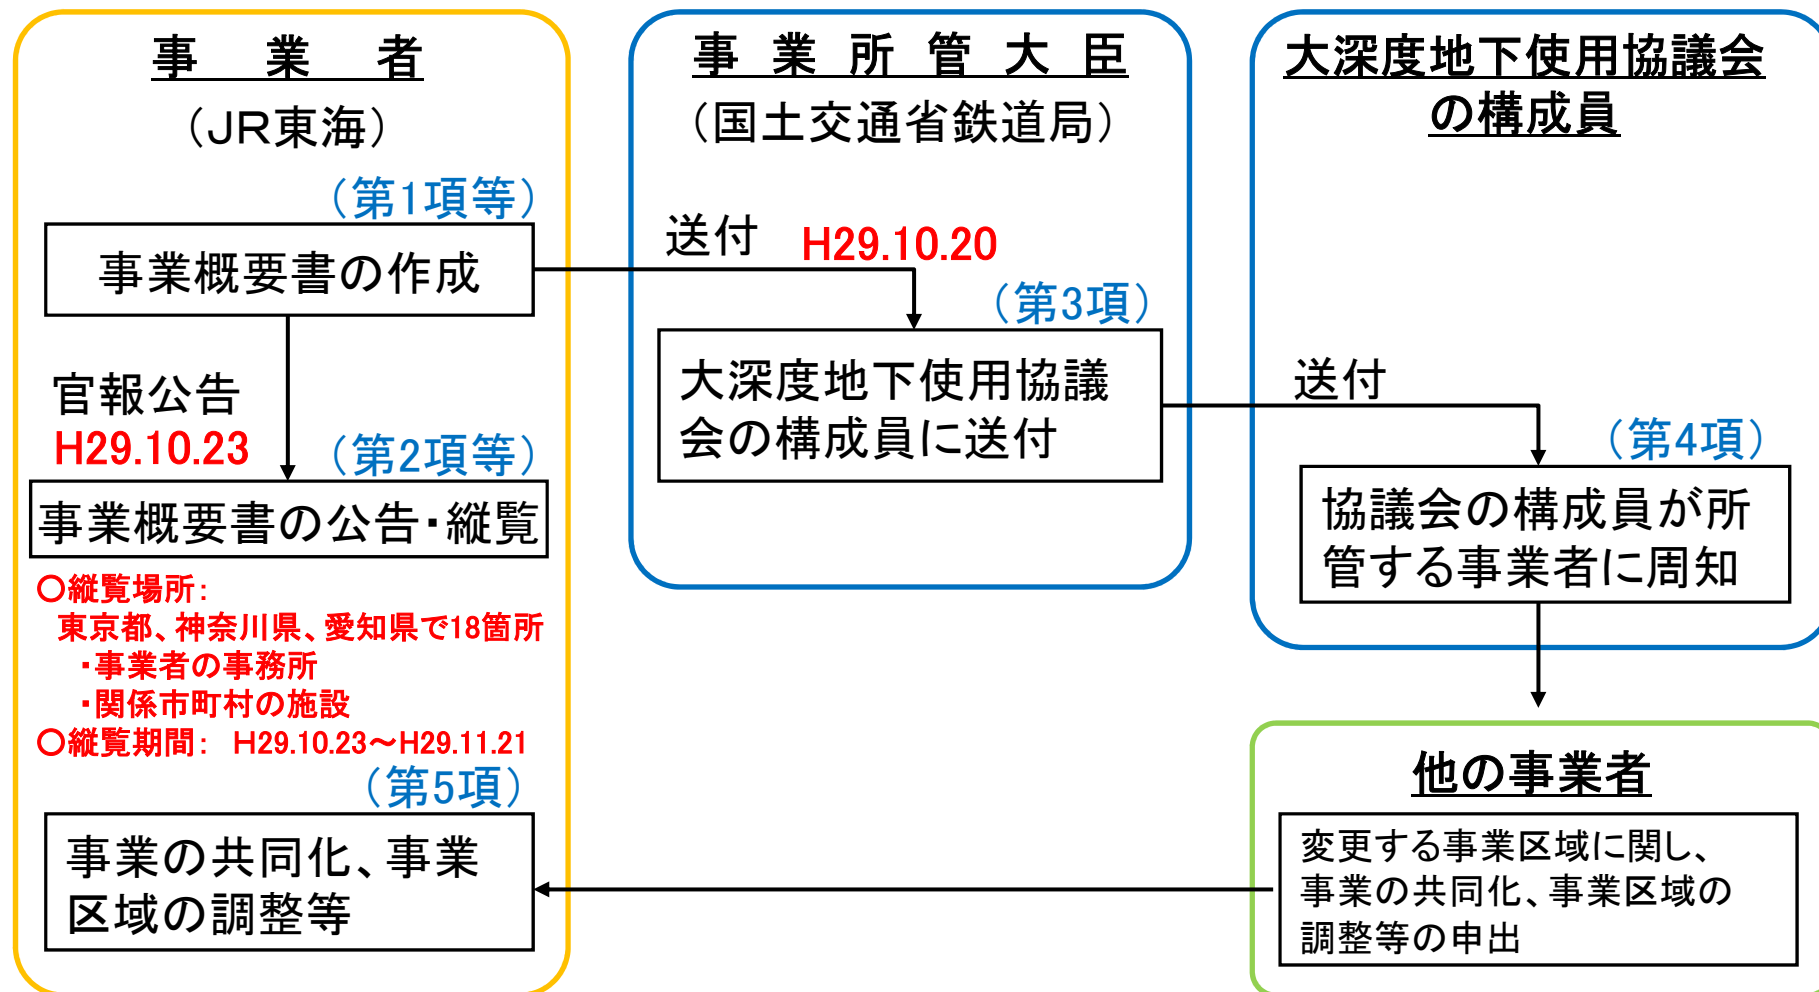 事業者
（JR東海）
（第1項等）
事業概要書の作成
官報公告
H29.10.23
（第2項等）
事業概要書の公告・縦覧
○縦覧場所：
東京都、神奈川県、愛知県で18箇所
・事業者の事務所
・関係市町村の施設
○縦覧期間： H29.10.23～H29.11.21
（第5項）
事業の共同化、事業
区域の調整等
事業所管大臣
（国土交通省鉄道局）
送付 H29.10.20
（第3項）
大深度地下使用協議
会の構成員に送付
大深度地下使用協議会
の構成員
送付
（第4項）
協議会の構成員が所
管する事業者に周知
他の事業者
変更する事業区域に関し、
事業の共同化、事業区域の
調整等の申出